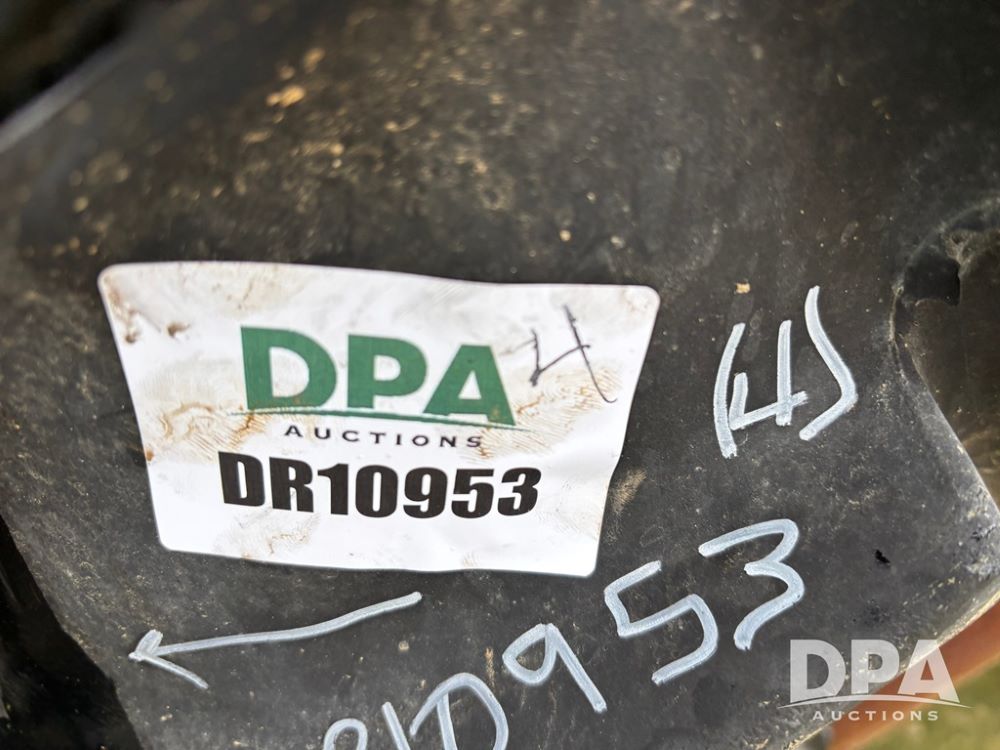 DPA 4
AUCTIONS
DR10953
(4)
10953
DPA
AUCTIONS